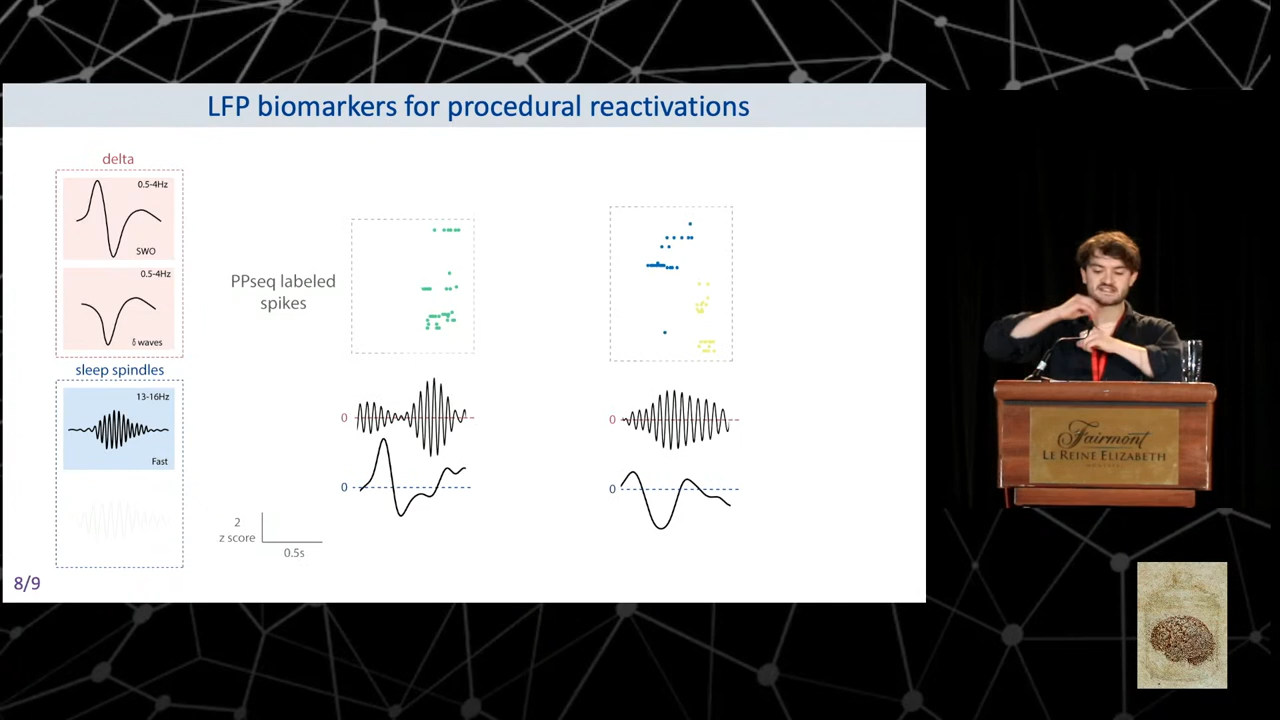 LFP biomarkers for procedural reactivations
delta
0.5-4Hz
SWO
0.5-4Hz
δ waves
sleep spindles
13-16Hz
Fast
PPseq labeled
spikes
0
0
0
0
2
z score
0.5s
8/9
Fairmont
LE REINE ELIZABETH